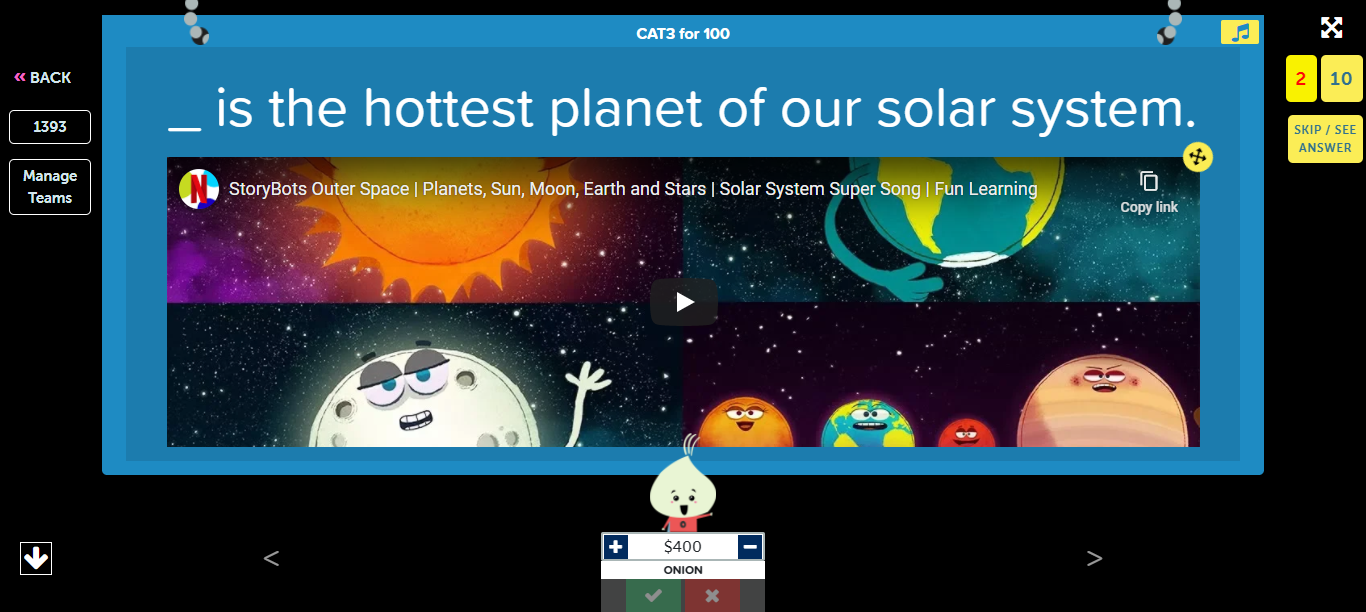 CAT3 for 100
« BACK
1393
Manage
Teams
2 10
SKIP / SEE
ANSWER
_ is the hottest planet of our solar system.
N
StoryBots Outer Space | Planets, Sun, Moon, Earth and Stars | Solar System Super Song | Fun Learning
Copy link
< >
$400
ONION